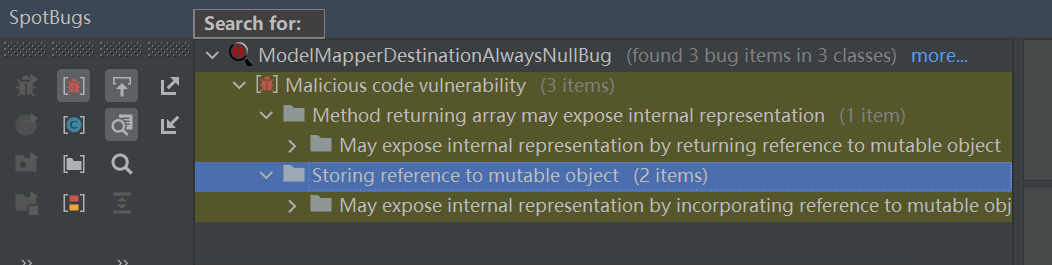 SpotBugs
Search for:
ModelMapperDestinationAlwaysNullBug (found 3 bug items in 3 classes) more...
Malicious code vulnerability (3 items)
Method returning array may expose internal representation (1 item)
May expose internal representation by returning reference to mutable object
Storing reference to mutable object (2 items)
May expose internal representation by incorporating reference to mutable obj